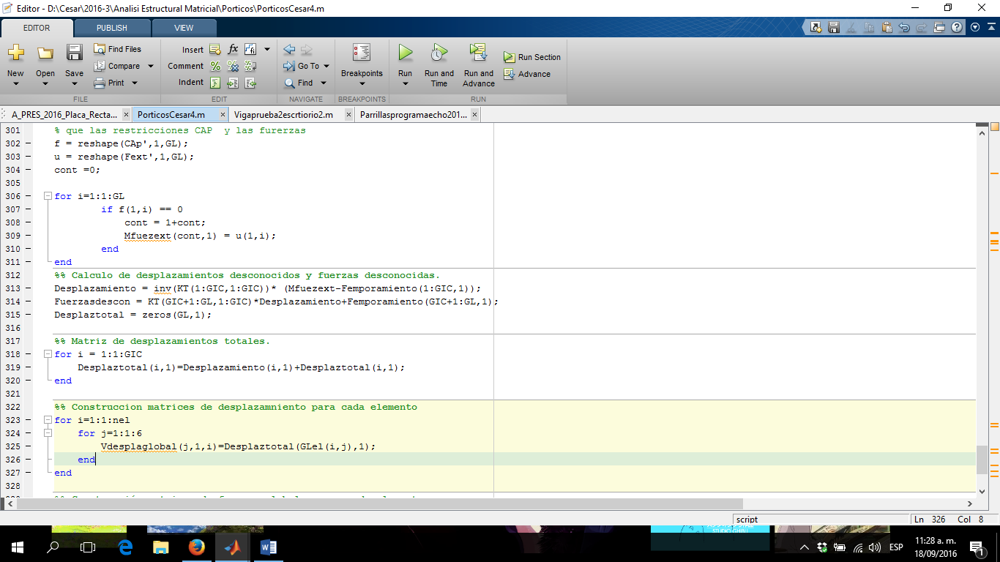 Editor - D:\Cesar\2016-3\Analisi Estructural Matricial\Porticos\PorticosCesar4.m
EDITOR PUBLISH VIEW
New Open Save Find Files Compare Print
Insert Comment Indent
Go To Find
Breakpoints
Run Run and Time Run and Advance Run Section Advance
FILE EDIT NAVIGATE BREAKPOINTS RUN
A_PRES_2016_Placa_Recta... × PorticosCesar4.m × Vigaprueba2escrtiorio2.m × Parrillasprogramaecho201... ×
301 % que las restricciones CAP y las furerzas
302 – f = reshape(CAp',1,GL);
303 – u = reshape(Fext',1,GL);
304 – cont =0;
305
306 – for i=1:1:GL
307 – if f(1,i) == 0
308 – cont = 1+cont;
309 – Mfuezext(cont,1) = u(1,i);
310 – end
311 – end
312 %% Calculo de desplazamientos desconocidos y fuerzas desconocidas.
313 – Desplazamiento = inv(KT(1:GIC,1:GIC))* (Mfuezext-Femporamiento(1:GIC,1));
314 – Fuerzasdescon = KT(GIC+1:GL,1:GIC)*Desplazamiento+Femporamiento(GIC+1:GL,1);
315 – Desplaztotal = zeros(GL,1);
316
317 %% Matriz de desplazamientos totales.
318 – for i = 1:1:GIC
319 – Desplaztotal(i,1)=Desplazamiento(i,1)+Desplaztotal(i,1);
320 – end
321
322 %% Construccion matrices de desplazamniento para cada elemento
323 – for i=1:1:nel
324 – for j=1:1:6
325 – Vdesplaglobal(j,1,i)=Desplaztotal(GLel(i,j),1);
326 – end
327 – end
328
script Ln 326 Col 8
ESP
11:28 a. m.
18/09/2016
1